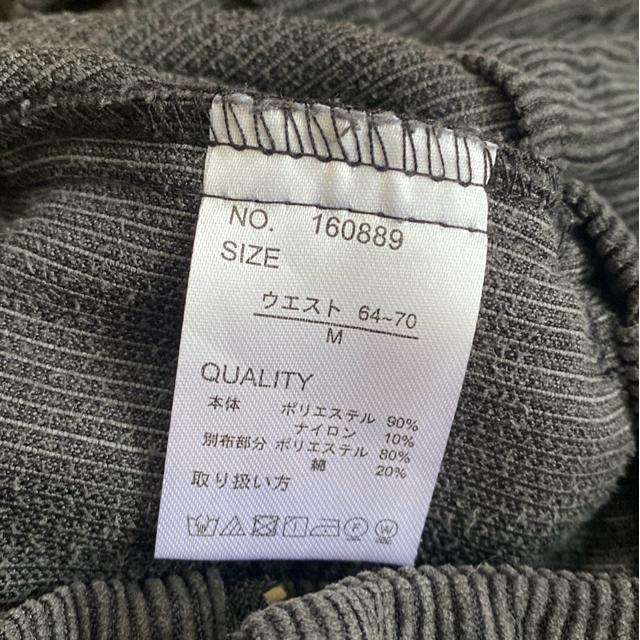 NO. 160889
SIZE
ウエスト 64~70
M
QUALITY
本体 ポリエステル 90%
ナイロン 10%
別布部分 ポリエステル 80%
綿 20%
取り扱い方